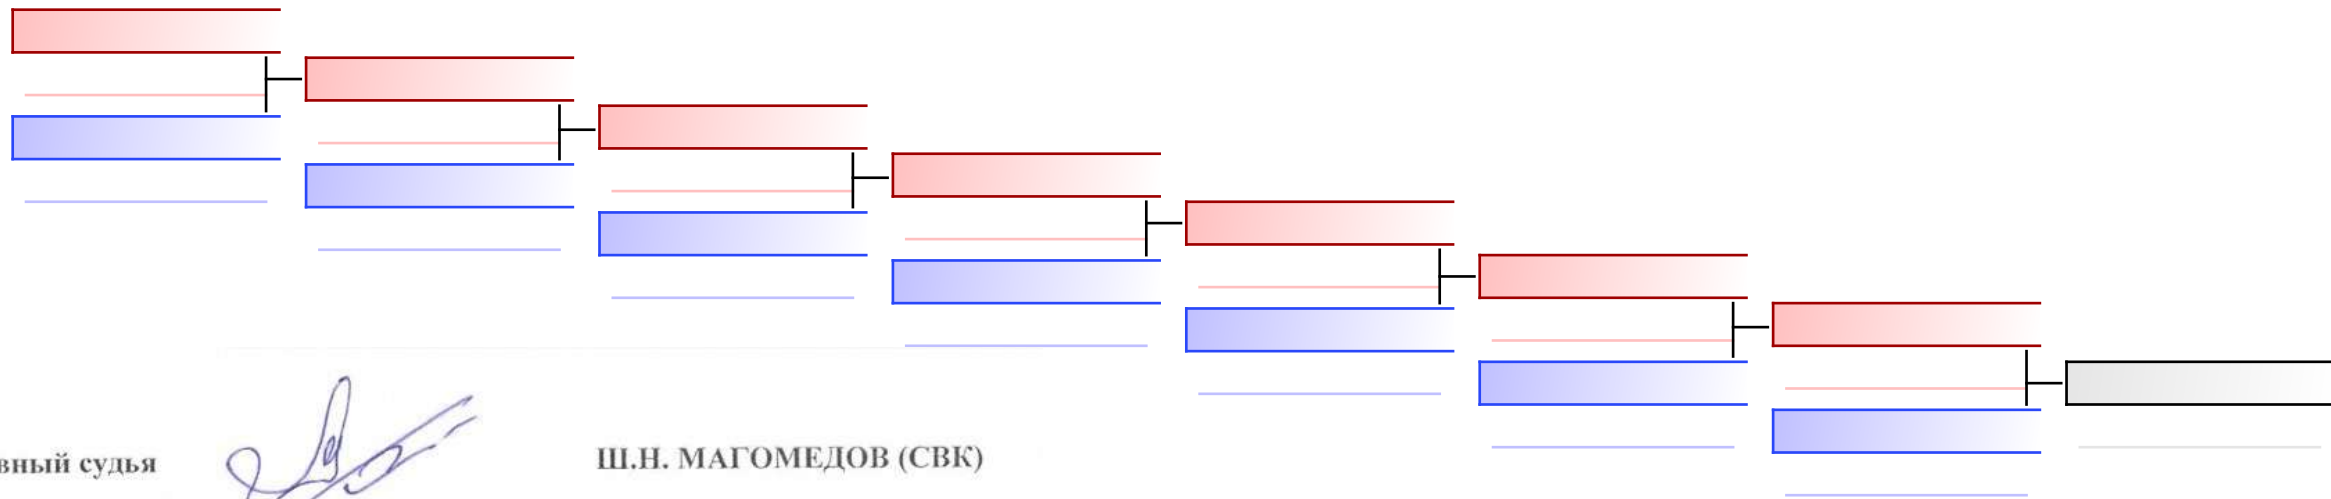 вный судья Ш.Н. МАГОМЕДОВ (СВК)